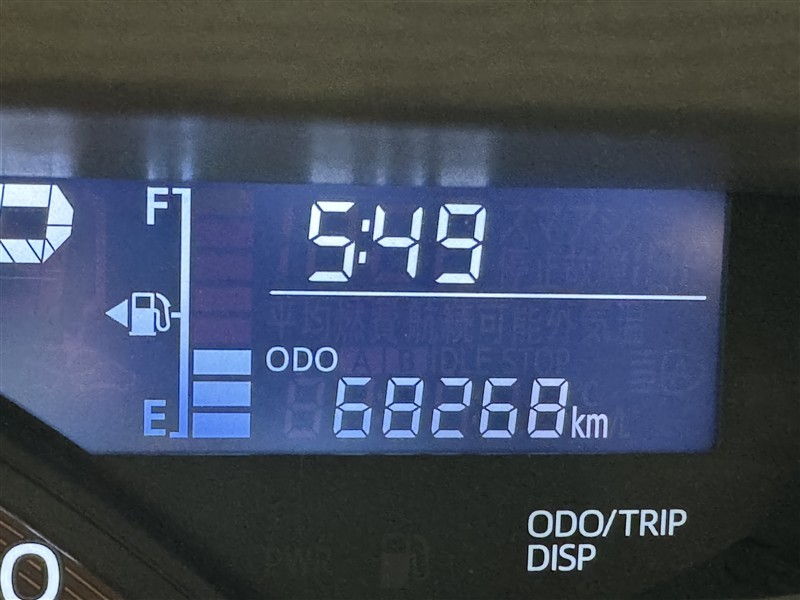 F
5:49
ODO
E
68268km
ODO/TRIP
DISP